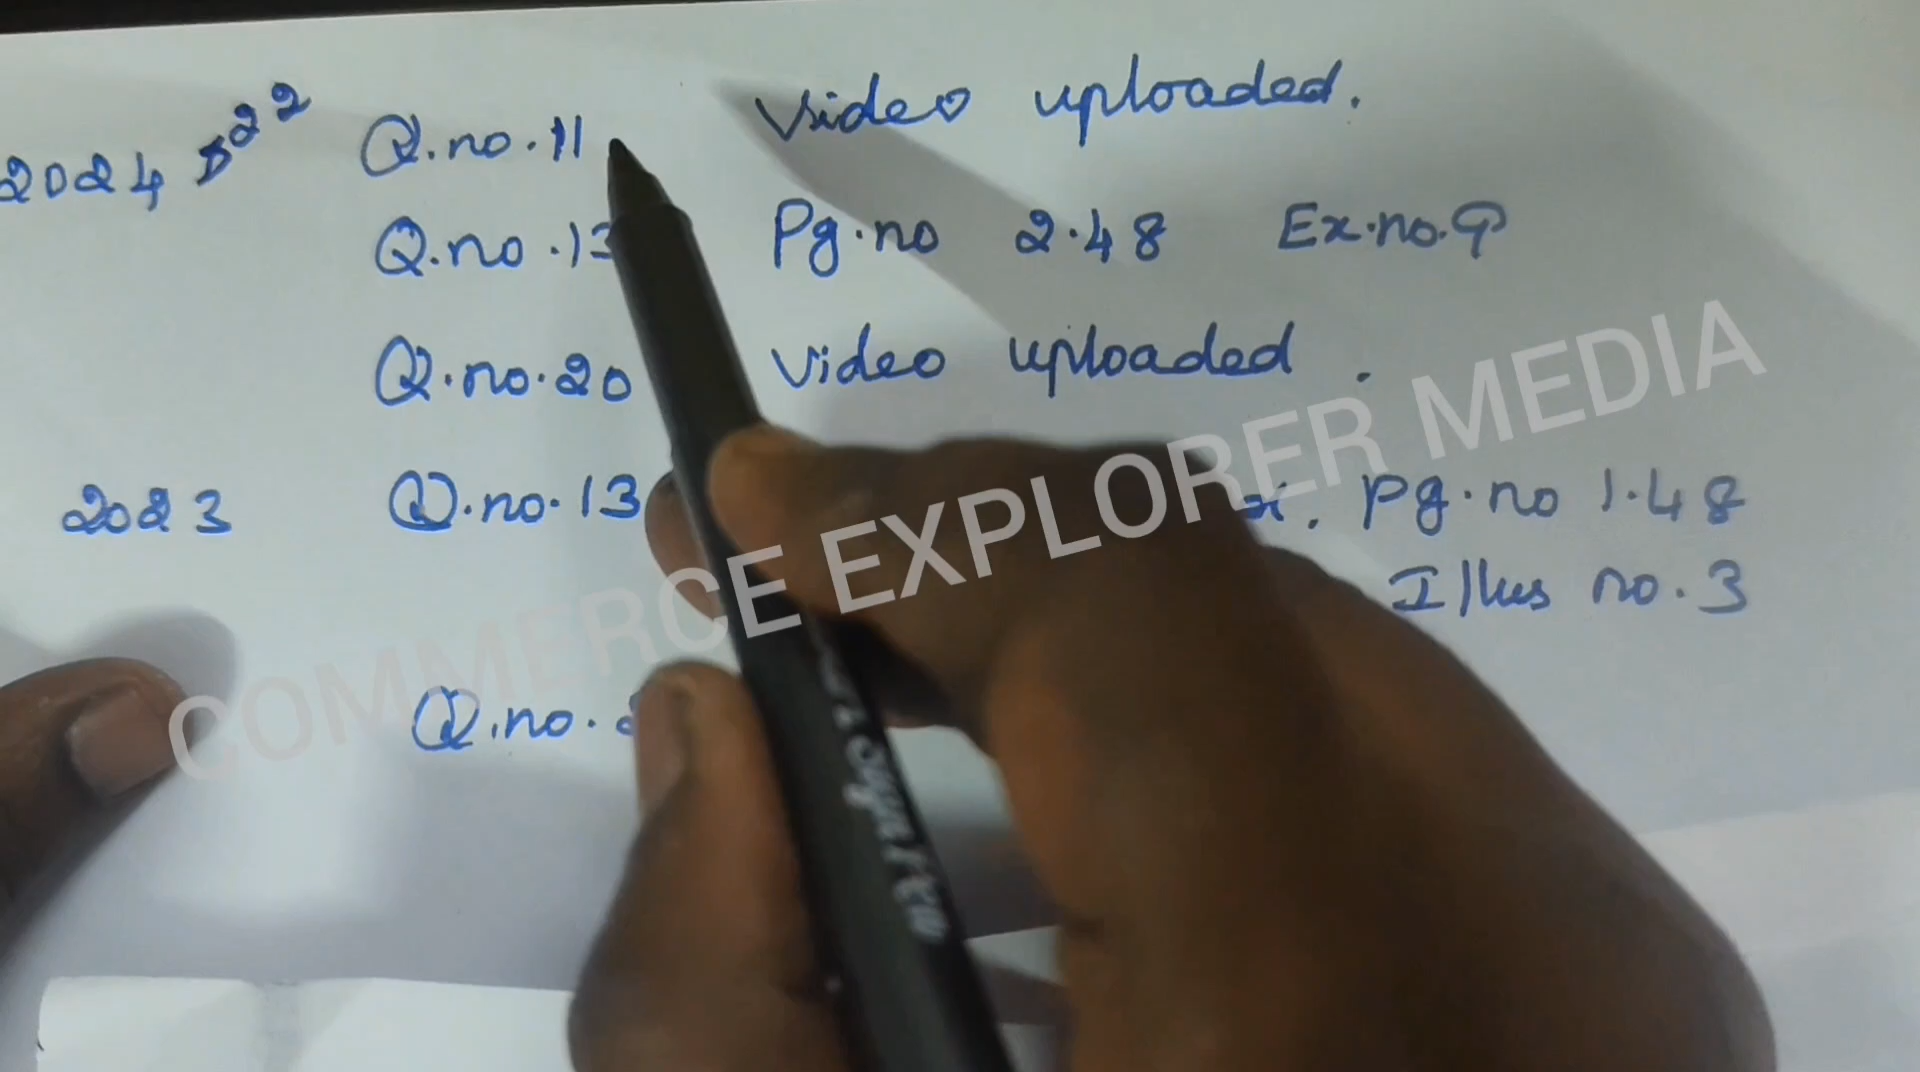 2024 22 Q.no.11 Video uploaded.
Q.no.13 Pg.no 2.48 Ex.no.9
Q.no.20 Video uploaded.
2023 Q.no.13 x. Pg.no 1.48
Illus no.3
Q.no.
COMMERCE EXPLORER MEDIA